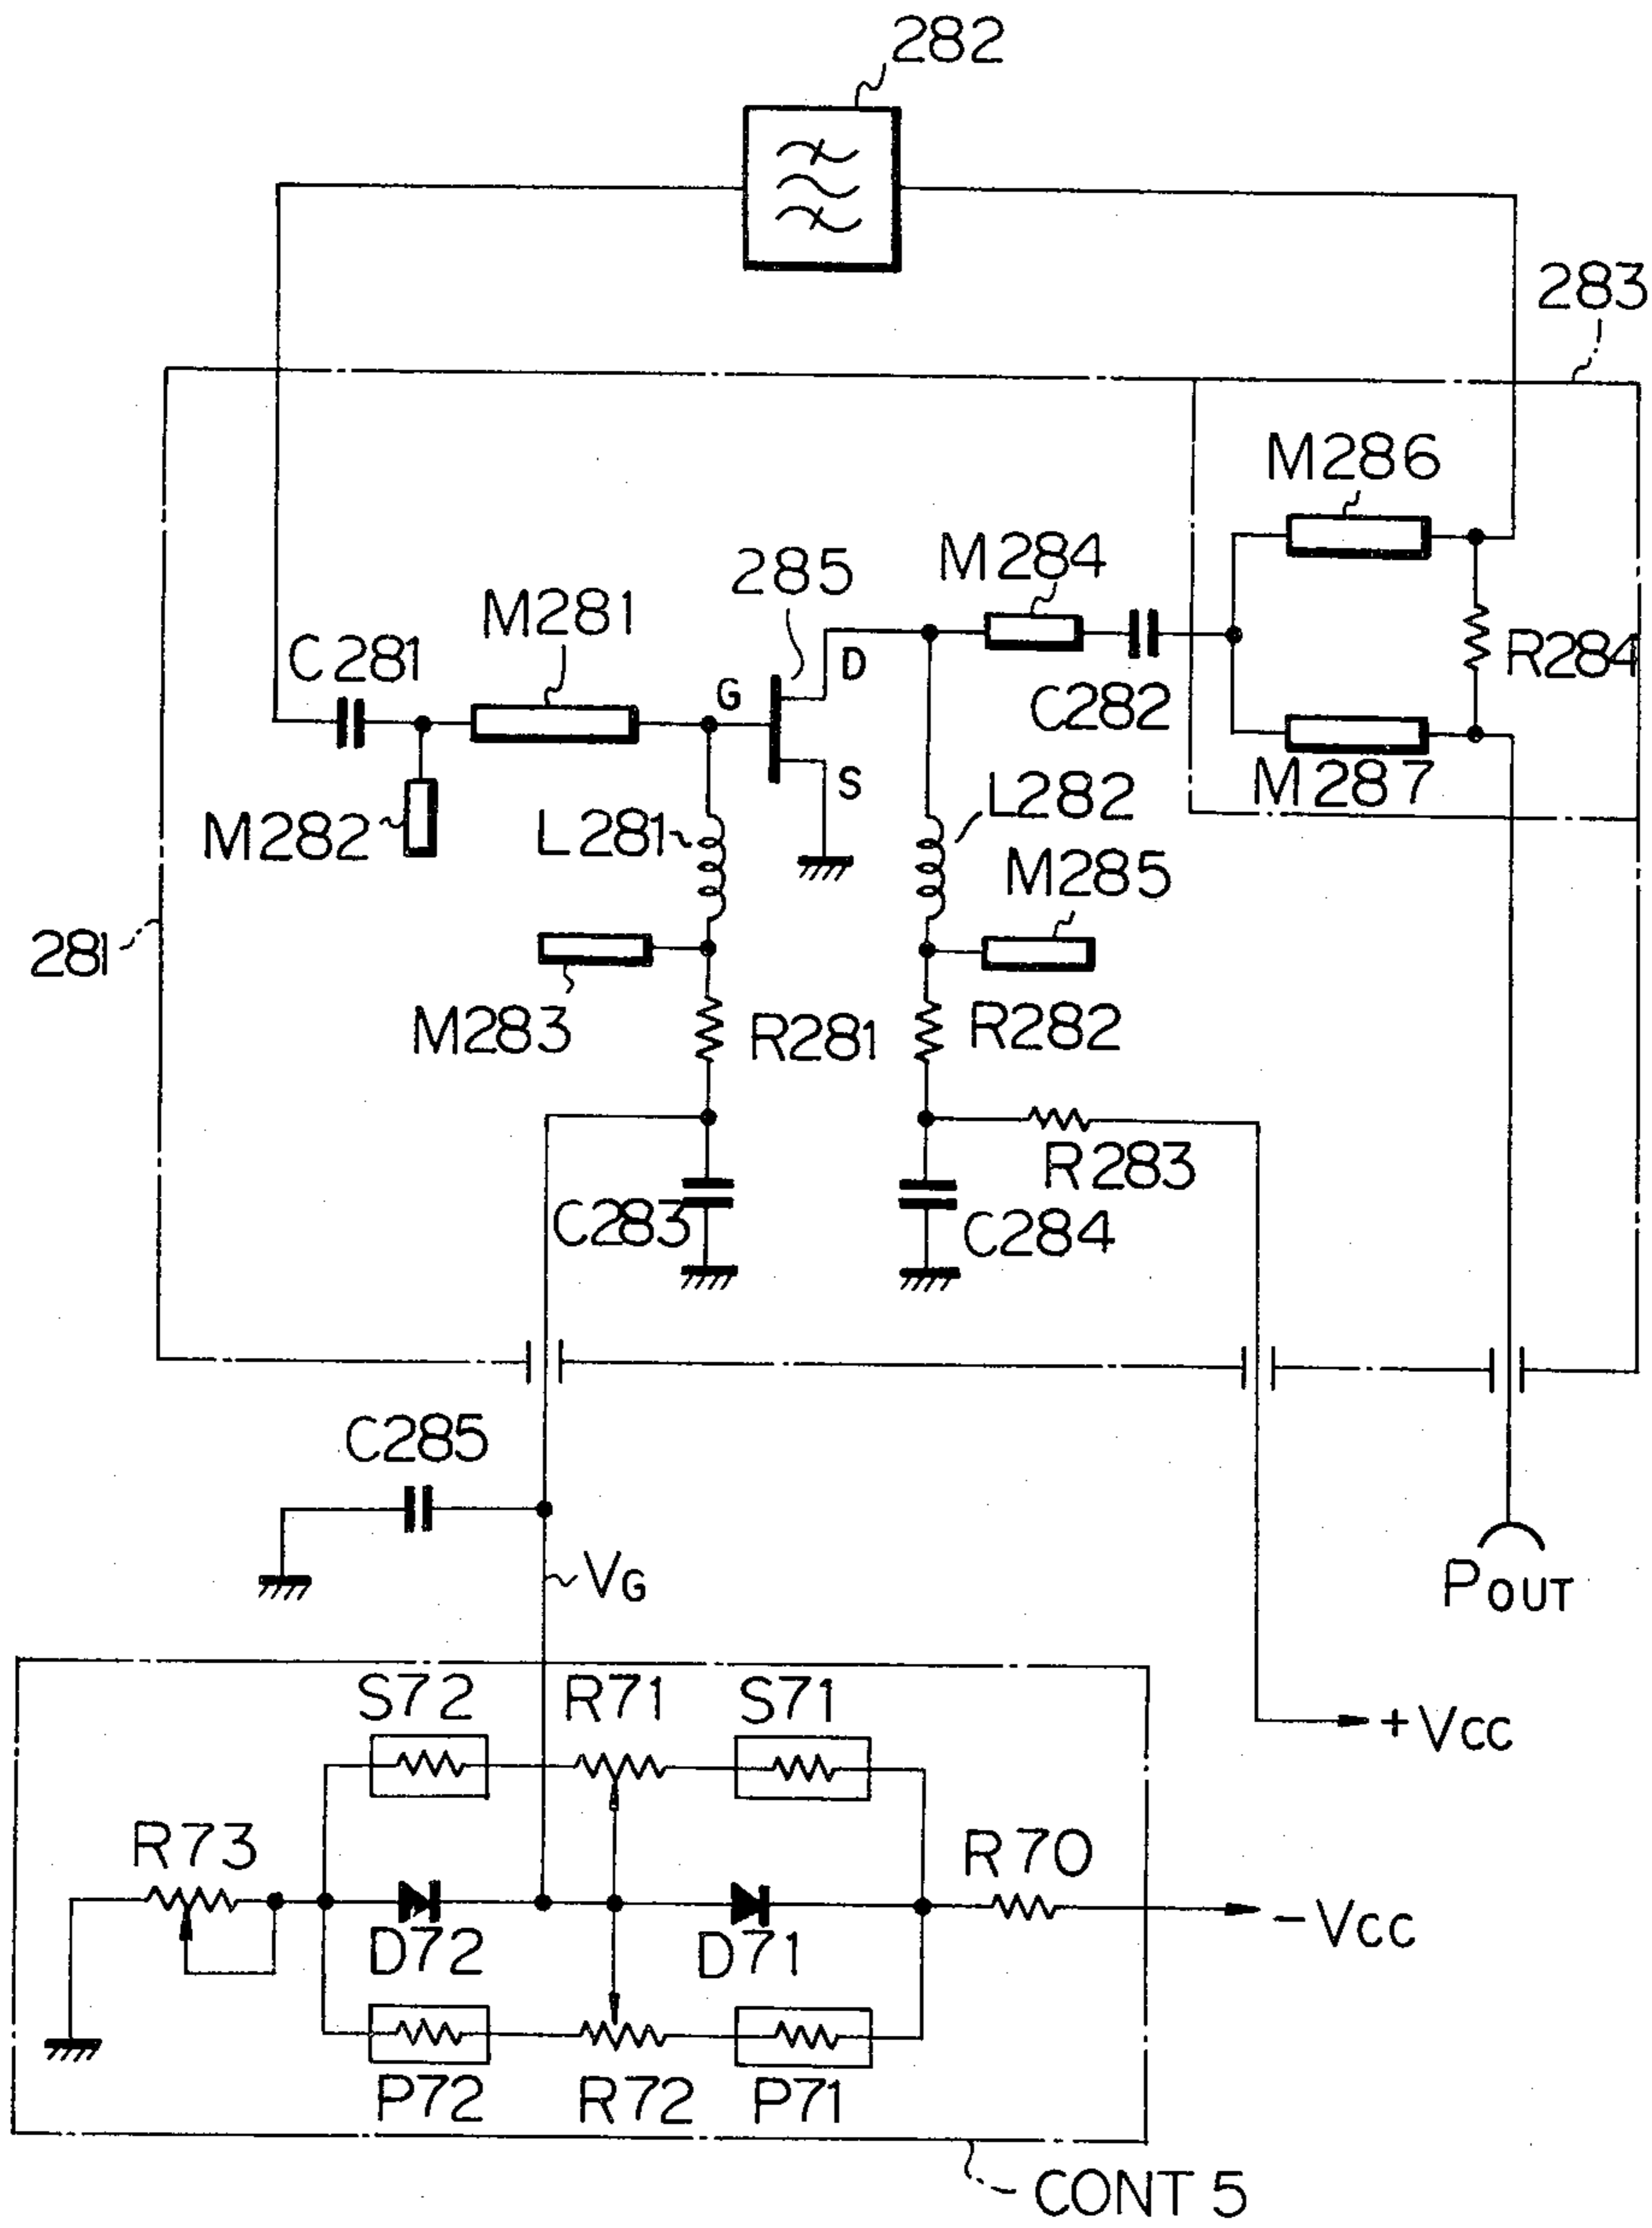 282
283
M286
M284
285
M281
C281
G
D
R284
C282
S
M287
L282
M282
L281
M285
281
M283
R281
R282
R283
C283
C284
C285
VG
POUT
S72
R71
S71
+VCC
R73
R70
D72
D71
-VCC
P72
R72
P71
CONT 5